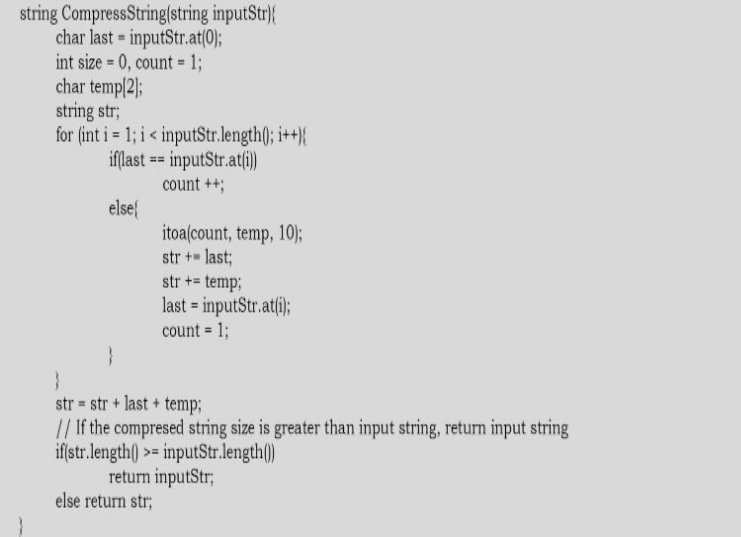 string CompressString(string inputStr){
char last = inputStr.at(0);
int size = 0, count = 1;
char temp[2];
string str;
for (int i = 1; i < inputStr.length(); i++){
if(last == inputStr.at(i))
count ++;
else{
itoa(count, temp, 10);
str += last;
str += temp;
last = inputStr.at(i);
count = 1;
}
}
str = str + last + temp;
// If the compresed string size is greater than input string, return input string
if(str.length() >= inputStr.length())
return inputStr;
else return str;
}